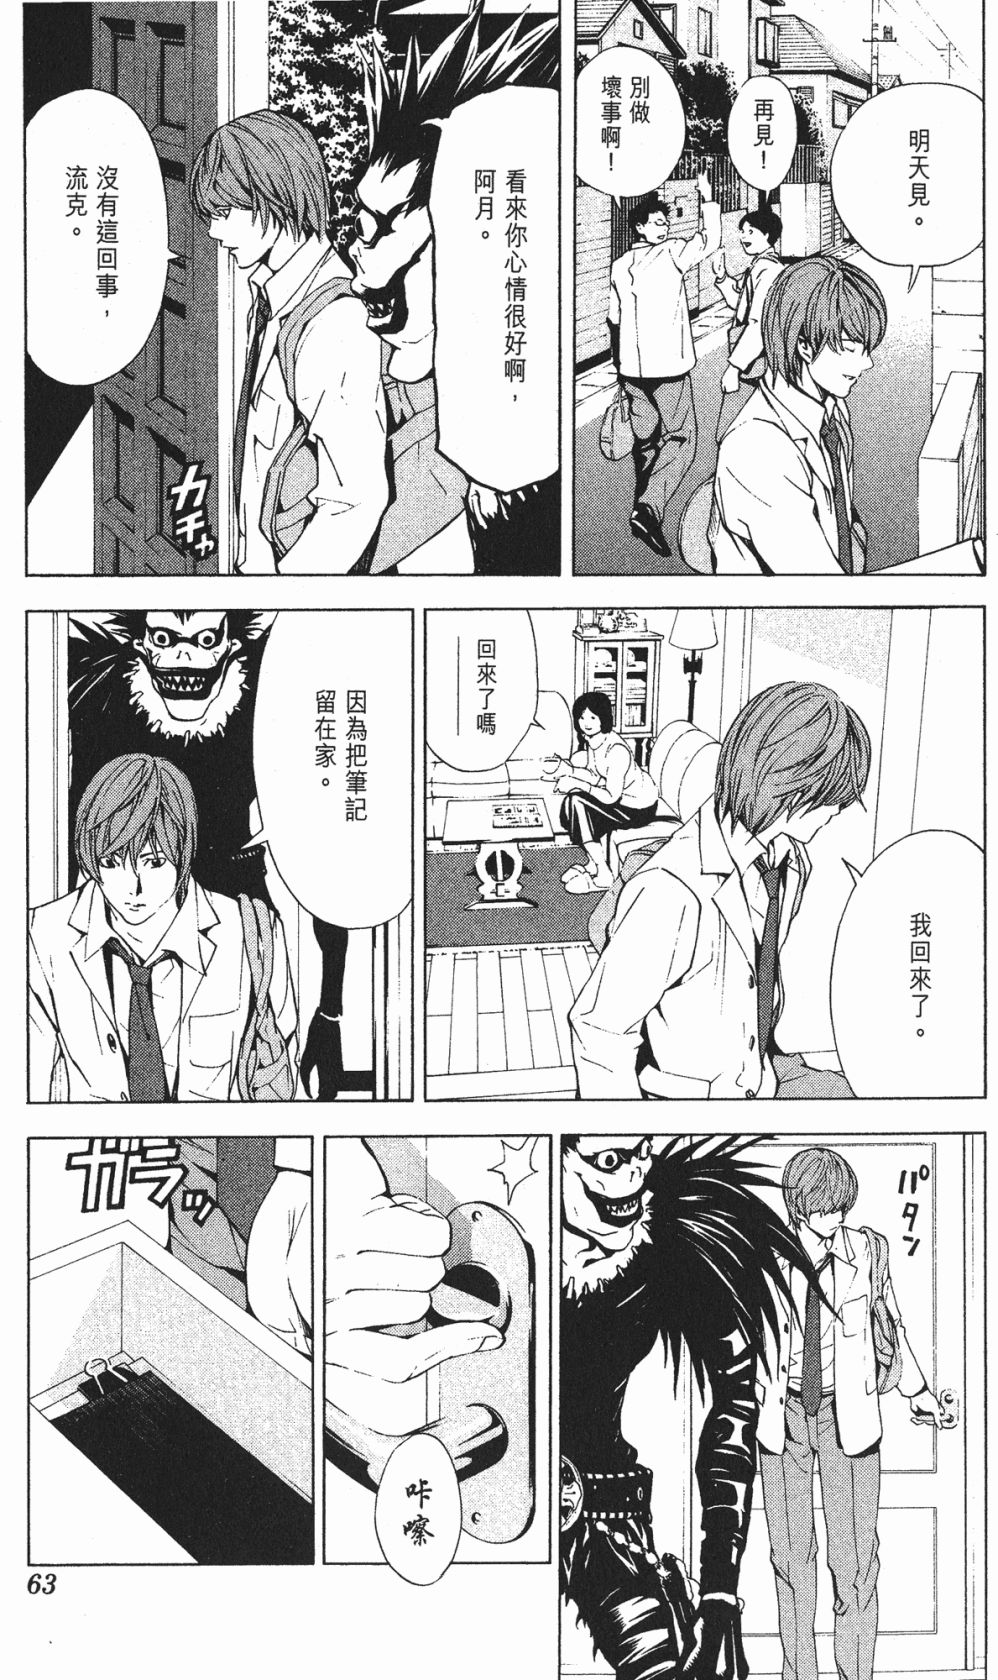 明天見。
再見！
別做
壞事啊！
看來你心情很好啊，
阿月。
沒有這回事，
流克。
カチャ
我回來了。
回來了嗎
——
因為把筆記
留在家。
パタン
咔嚓
ガラッ
63